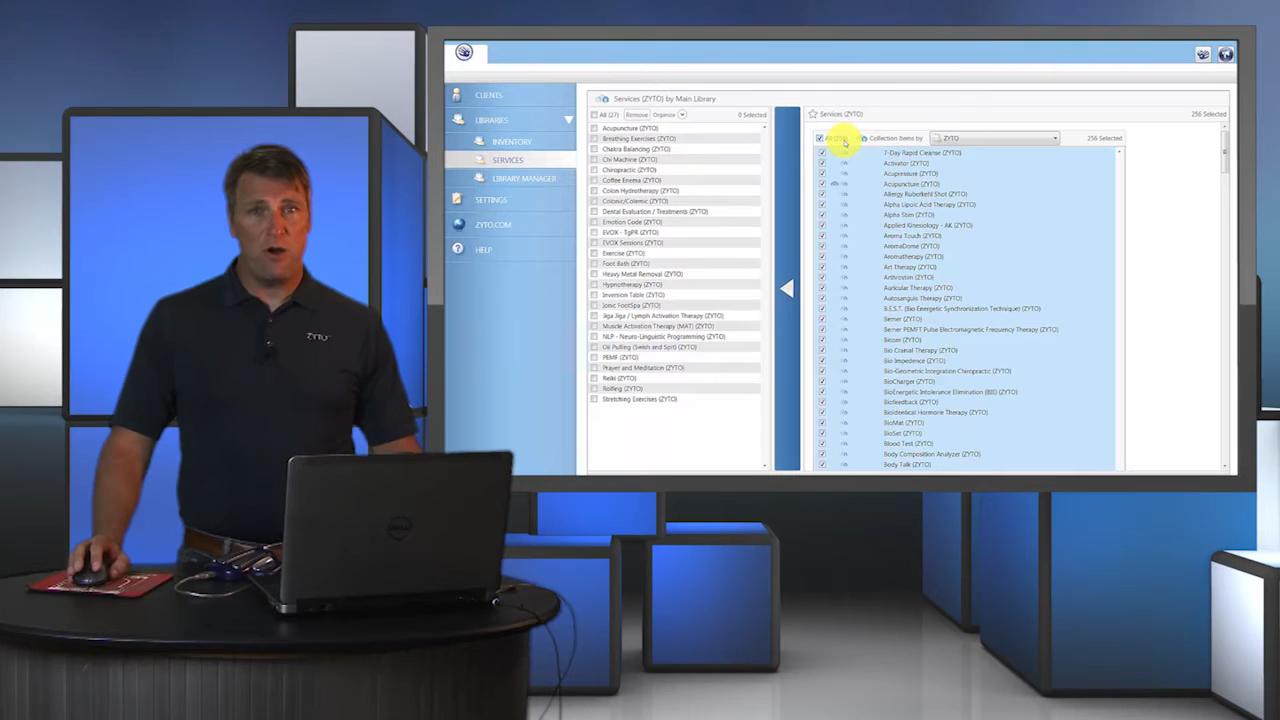 CLIENTS
LIBRARIES
INVENTORY
SERVICES
LIBRARY MANAGER
SETTINGS
ZYTO.COM
HELP
Services (ZYTO) by Main Library
All (27) Remove Organize 0 Selected
Acupuncture (ZYTO)
Breathing Exercises (ZYTO)
Chakra Balancing (ZYTO)
Chi Machine (ZYTO)
Chiropractic (ZYTO)
Coffee Enema (ZYTO)
Colon Hydrotherapy (ZYTO)
Colonic/Colemic (ZYTO)
Dental Evaluation / Treatments (ZYTO)
Emotion Code (ZYTO)
EVOX - TgPR (ZYTO)
EVOX Sessions (ZYTO)
Exercise (ZYTO)
Foot Bath (ZYTO)
Heavy Metal Removal (ZYTO)
Hypnotherapy (ZYTO)
Inversion Table (ZYTO)
Ionic FootSpa (ZYTO)
Jiga Jiga / Lymph Activation Therapy (ZYTO)
Muscle Activation Therapy (MAT) (ZYTO)
NLP - Neuro-Linguistic Programming (ZYTO)
Oil Pulling (Swish and Spit) (ZYTO)
PEMF (ZYTO)
Prayer and Meditation (ZYTO)
Reiki (ZYTO)
Rolfing (ZYTO)
Stretching Exercises (ZYTO)
Services (ZYTO) 256 Selected
All Collection Items by ZYTO 256 Selected
7-Day Rapid Cleanse (ZYTO)
Activator (ZYTO)
Acupressure (ZYTO)
Acupuncture (ZYTO)
Allergy Ruberkehl Shot (ZYTO)
Alpha Lipoic Acid Therapy (ZYTO)
Alpha Stim (ZYTO)
Applied Kinesology - AK (ZYTO)
Aroma Touch (ZYTO)
AromaDome (ZYTO)
Aromatherapy (ZYTO)
Art Therapy (ZYTO)
Arthrostim (ZYTO)
Auricular Therapy (ZYTO)
Autosanguis Therapy (ZYTO)
B.E.S.T. (Bio Energetic Synchronization Technique) (ZYTO)
Bemer (ZYTO)
Bemer PEMFT Pulse Electromagnetic Frequency Therapy (ZYTO)
Bicom (ZYTO)
Bio Cranial Therapy (ZYTO)
Bio Impedence (ZYTO)
Bio-Geometric Integration Chiropractic (ZYTO)
BioCharger (ZYTO)
BioEnergetic Intolerance Elimination (BIE) (ZYTO)
Biofeedback (ZYTO)
Bioidentical Hormone Therapy (ZYTO)
BioMat (ZYTO)
BioSet (ZYTO)
Blood Test (ZYTO)
Body Composition Analyzer (ZYTO)
Body Talk (ZYTO)
ZYTO
DELL